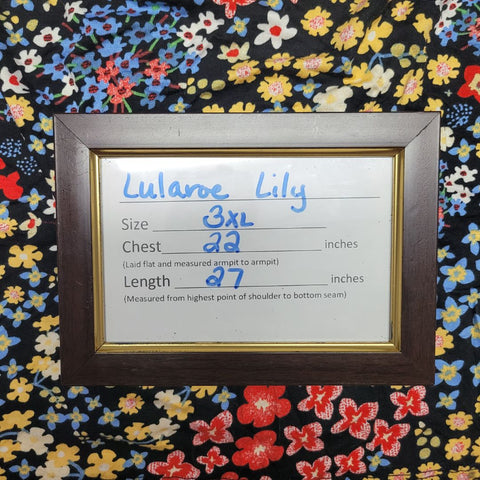 Lularoe Lily
Size 3XL
Chest 22 inches
(Laid flat and measured armpit to armpit)
Length 27 inches
(Measured from highest point of shoulder to bottom seam)